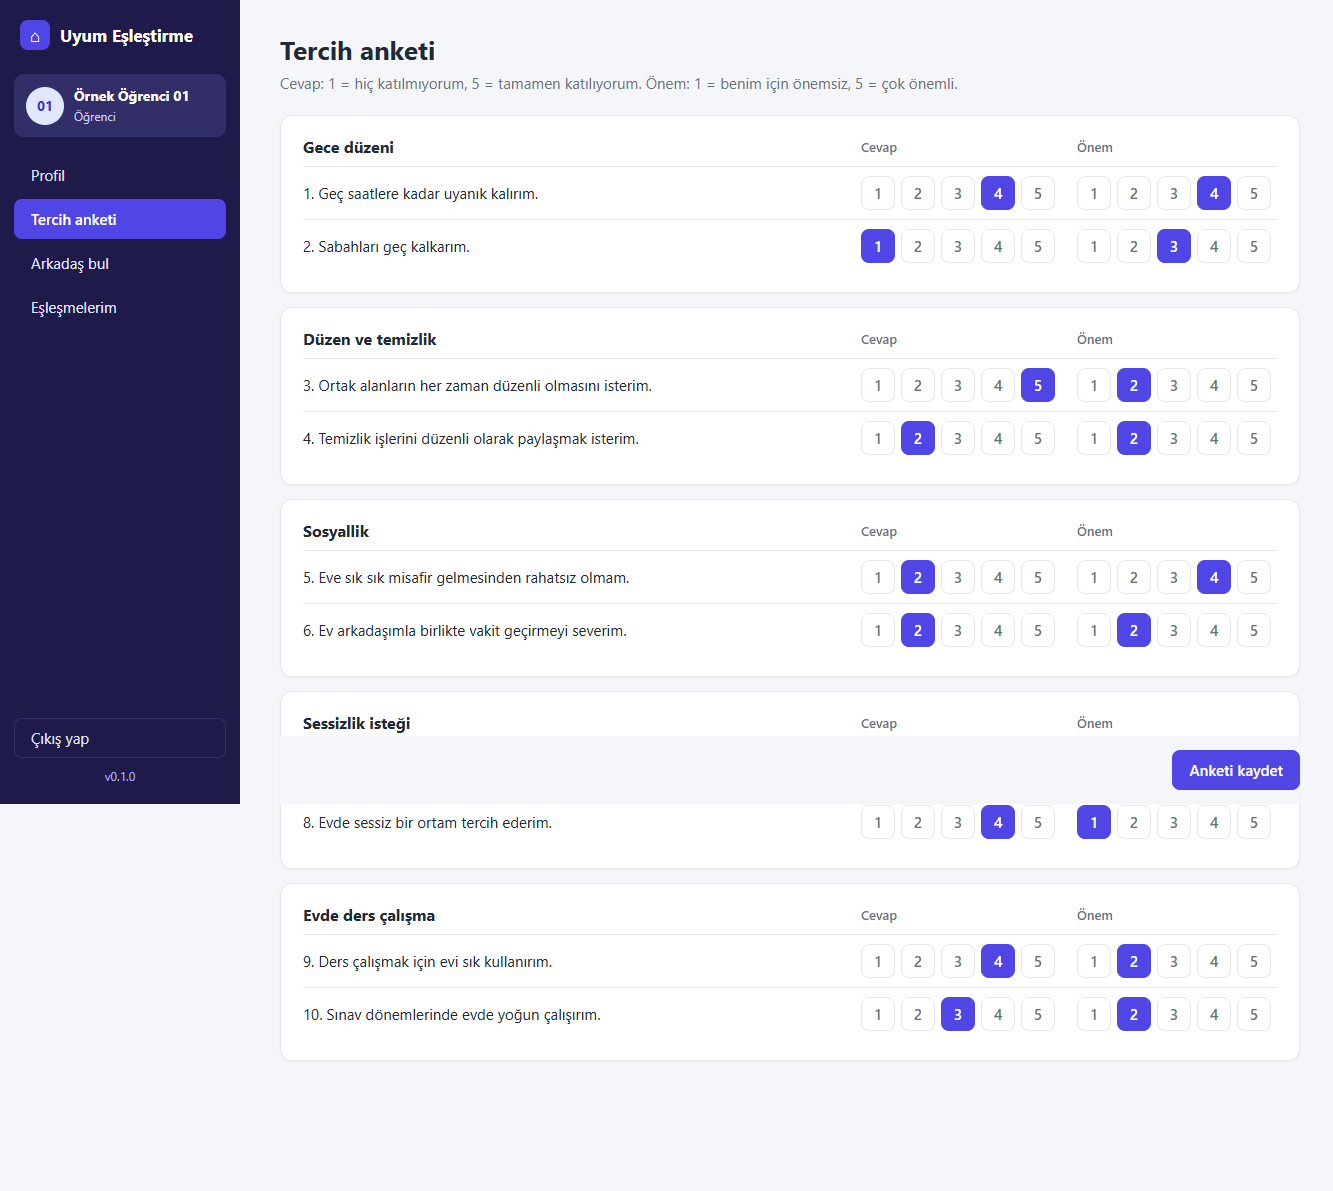 Uyum Eşleştirme
01
Örnek Öğrenci 01
Öğrenci
Profil
Tercih anketi
Arkadaş bul
Eşleşmelerim
Çıkış yap
v0.1.0
Tercih anketi
Cevap: 1 = hiç katılmıyorum, 5 = tamamen katılıyorum. Önem: 1 = benim için önemsiz, 5 = çok önemli.
Gece düzeni Cevap Önem
1. Geç saatlere kadar uyanık kalırım. 1 2 3 4 5 1 2 3 4 5
2. Sabahları geç kalkarım. 1 2 3 4 5 1 2 3 4 5
Düzen ve temizlik Cevap Önem
3. Ortak alanların her zaman düzenli olmasını isterim. 1 2 3 4 5 1 2 3 4 5
4. Temizlik işlerini düzenli olarak paylaşmak isterim. 1 2 3 4 5 1 2 3 4 5
Sosyallik Cevap Önem
5. Eve sık sık misafir gelmesinden rahatsız olmam. 1 2 3 4 5 1 2 3 4 5
6. Ev arkadaşımla birlikte vakit geçirmeyi severim. 1 2 3 4 5 1 2 3 4 5
Sessizlik isteği Cevap Önem
Anketi kaydet
8. Evde sessiz bir ortam tercih ederim. 1 2 3 4 5 1 2 3 4 5
Evde ders çalışma Cevap Önem
9. Ders çalışmak için evi sık kullanırım. 1 2 3 4 5 1 2 3 4 5
10. Sınav dönemlerinde evde yoğun çalışırım. 1 2 3 4 5 1 2 3 4 5